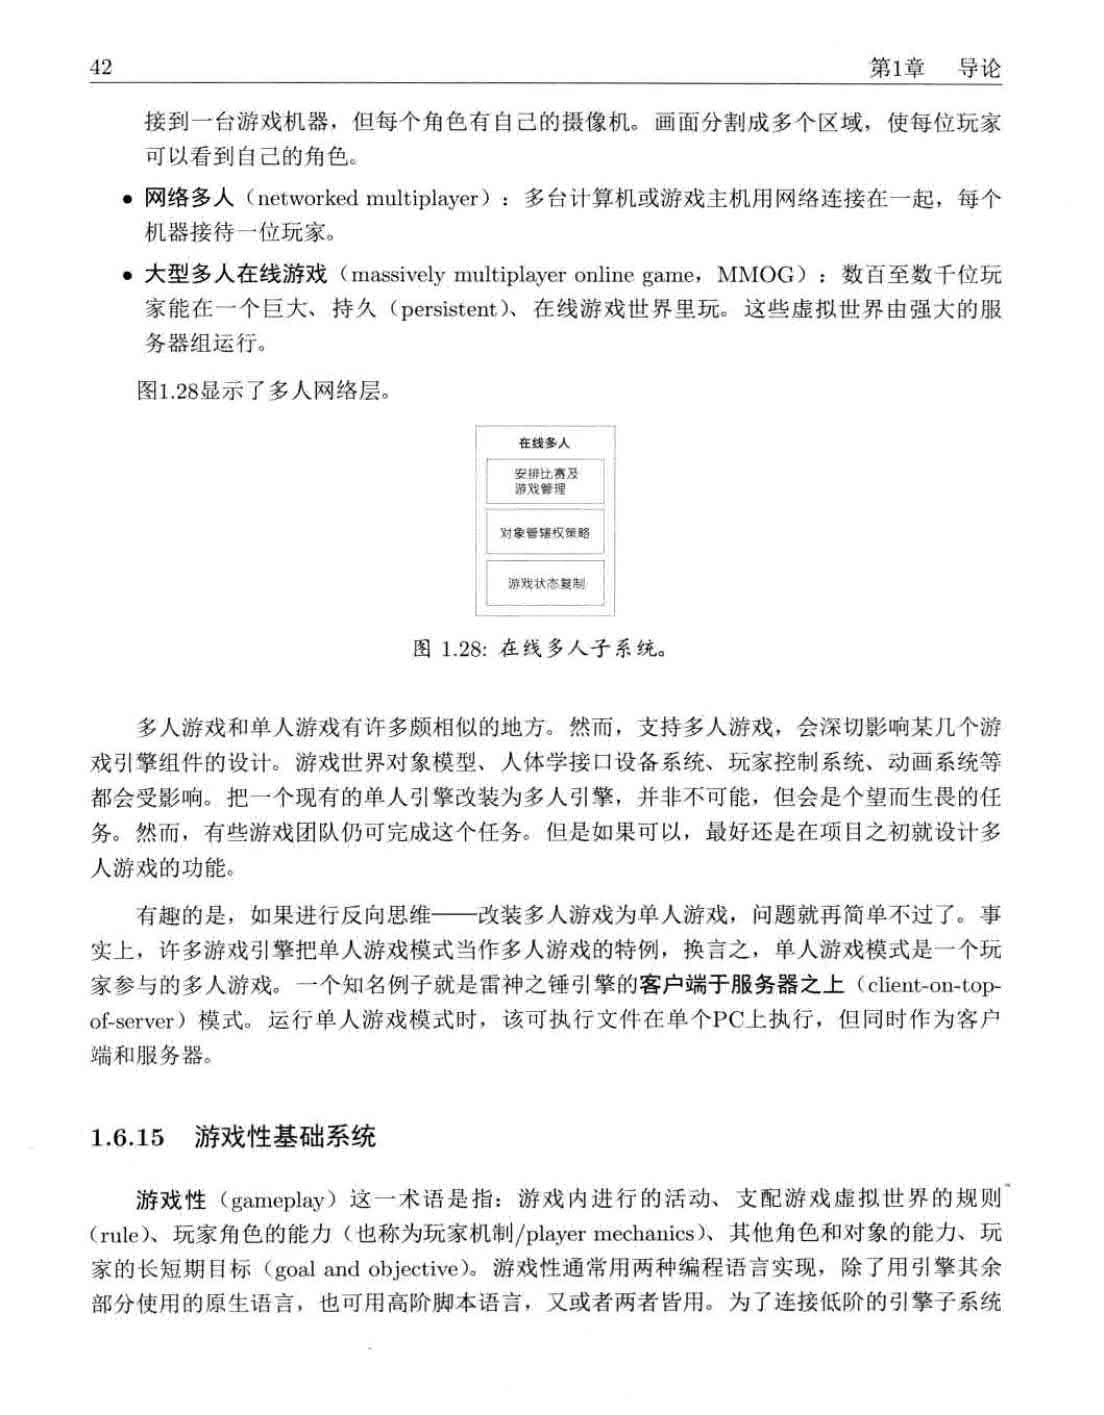 42
第1章 导论
接到一台游戏机器，但每个角色有自己的摄像机。画面分割成多个区域，使每位玩家
可以看到自己的角色。
● 网络多人（networked multiplayer）：多台计算机或游戏主机用网络连接在一起，每个
机器接待一位玩家。
● 大型多人在线游戏（massively multiplayer online game，MMOG）：数百至数千位玩
家能在一个巨大、持久（persistent）、在线游戏世界里玩。这些虚拟世界由强大的服
务器组运行。
图1.28显示了多人网络层。
在线多人
安排比赛及
游戏管理
对象管辖权策略
游戏状态复制
图 1.28: 在线多人子系统。
多人游戏和单人游戏有许多颇相似的地方。然而，支持多人游戏，会深切影响某几个游
戏引擎组件的设计。游戏世界对象模型、人体学接口设备系统、玩家控制系统、动画系统等
都会受影响。把一个现有的单人引擎改装为多人引擎，并非不可能，但会是个望而生畏的任
务。然而，有些游戏团队仍可完成这个任务。但是如果可以，最好还是在项目之初就设计多
人游戏的功能。
有趣的是，如果进行反向思维——改装多人游戏为单人游戏，问题就再简单不过了。事
实上，许多游戏引擎把单人游戏模式当作多人游戏的特例，换言之，单人游戏模式是一个玩
家参与的多人游戏。一个知名例子就是雷神之锤引擎的客户端于服务器之上（client-on-top-
of-server）模式。运行单人游戏模式时，该可执行文件在单个PC上执行，但同时作为客户
端和服务器。
1.6.15 游戏性基础系统
游戏性（gameplay）这一术语是指：游戏内进行的活动、支配游戏虚拟世界的规则
（rule）、玩家角色的能力（也称为玩家机制/player mechanics）、其他角色和对象的能力、玩
家的长短期目标（goal and objective）。游戏性通常用两种编程语言实现，除了用引擎其余
部分使用的原生语言，也可用高阶脚本语言，又或者两者皆用。为了连接低阶的引擎子系统